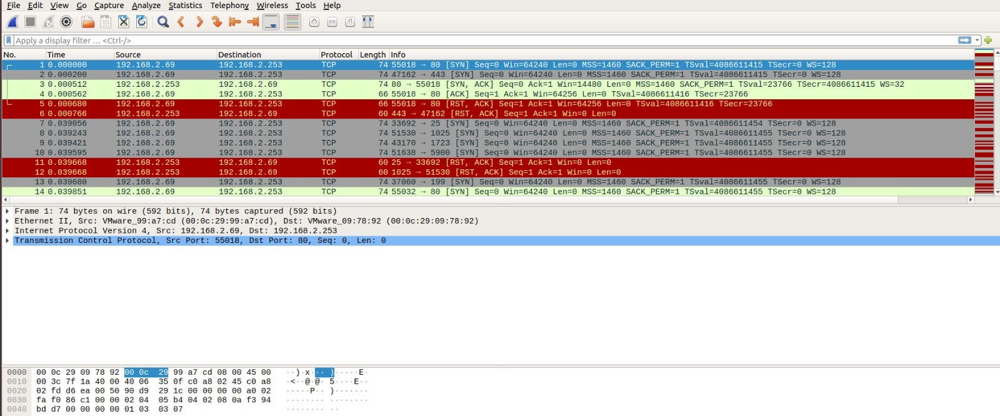 File Edit View Go Capture Analyze Statistics Telephony Wireless Tools Help
Apply a display filter … <Ctrl-/>
No. Time Source Destination Protocol Length Info
1 0.000000 192.168.2.69 192.168.2.253 TCP 74 55018 → 80 [SYN] Seq=0 Win=64240 Len=0 MSS=1460 SACK_PERM=1 TSval=4086611415 TSecr=0 WS=128
2 0.000200 192.168.2.69 192.168.2.253 TCP 74 47162 → 443 [SYN] Seq=0 Win=64240 Len=0 MSS=1460 SACK_PERM=1 TSval=4086611415 TSecr=0 WS=128
3 0.000512 192.168.2.253 192.168.2.69 TCP 74 80 → 55018 [SYN, ACK] Seq=0 Ack=1 Win=14480 Len=0 MSS=1460 SACK_PERM=1 TSval=23766 TSecr=4086611415 WS=32
4 0.000562 192.168.2.69 192.168.2.253 TCP 66 55018 → 80 [ACK] Seq=1 Ack=1 Win=64256 Len=0 TSval=4086611416 TSecr=23766
5 0.000680 192.168.2.69 192.168.2.253 TCP 66 55018 → 80 [RST, ACK] Seq=1 Ack=1 Win=64256 Len=0 TSval=4086611416 TSecr=23766
6 0.000766 192.168.2.253 192.168.2.69 TCP 60 443 → 47162 [RST, ACK] Seq=1 Ack=1 Win=0 Len=0
7 0.039056 192.168.2.69 192.168.2.253 TCP 74 33692 → 25 [SYN] Seq=0 Win=64240 Len=0 MSS=1460 SACK_PERM=1 TSval=4086611454 TSecr=0 WS=128
8 0.039243 192.168.2.69 192.168.2.253 TCP 74 51530 → 1025 [SYN] Seq=0 Win=64240 Len=0 MSS=1460 SACK_PERM=1 TSval=4086611455 TSecr=0 WS=128
9 0.039421 192.168.2.69 192.168.2.253 TCP 74 43170 → 1723 [SYN] Seq=0 Win=64240 Len=0 MSS=1460 SACK_PERM=1 TSval=4086611455 TSecr=0 WS=128
10 0.039595 192.168.2.69 192.168.2.253 TCP 74 51638 → 5900 [SYN] Seq=0 Win=64240 Len=0 MSS=1460 SACK_PERM=1 TSval=4086611455 TSecr=0 WS=128
11 0.039668 192.168.2.253 192.168.2.69 TCP 60 25 → 33692 [RST, ACK] Seq=1 Ack=1 Win=0 Len=0
12 0.039668 192.168.2.253 192.168.2.69 TCP 60 1025 → 51530 [RST, ACK] Seq=1 Ack=1 Win=0 Len=0
13 0.039680 192.168.2.69 192.168.2.253 TCP 74 37060 → 199 [SYN] Seq=0 Win=64240 Len=0 MSS=1460 SACK_PERM=1 TSval=4086611455 TSecr=0 WS=128
14 0.039851 192.168.2.69 192.168.2.253 TCP 74 55032 → 80 [SYN] Seq=0 Win=64240 Len=0 MSS=1460 SACK_PERM=1 TSval=4086611455 TSecr=0 WS=128
Frame 1: 74 bytes on wire (592 bits), 74 bytes captured (592 bits)
Ethernet II, Src: VMware_99:a7:cd (00:0c:29:99:a7:cd), Dst: VMware_09:78:92 (00:0c:29:09:78:92)
Internet Protocol Version 4, Src: 192.168.2.69, Dst: 192.168.2.253
Transmission Control Protocol, Src Port: 55018, Dst Port: 80, Seq: 0, Len: 0
0000 00 0c 29 09 78 92 00 0c 29 99 a7 cd 08 00 45 00 ··)·x···)·····E·
0010 00 3c 7f 1a 40 00 40 06 35 0f c0 a8 02 45 c0 a8 ·<··@·@·5····E··
0020 02 fd d6 ea 00 50 90 d9 29 1c 00 00 00 00 a0 02 ·····P··)·······
0030 fa f0 86 c1 00 00 02 04 05 b4 04 02 08 0a f3 94 ········ ········
0040 bd d7 00 00 00 00 01 03 03 07 ········ ··